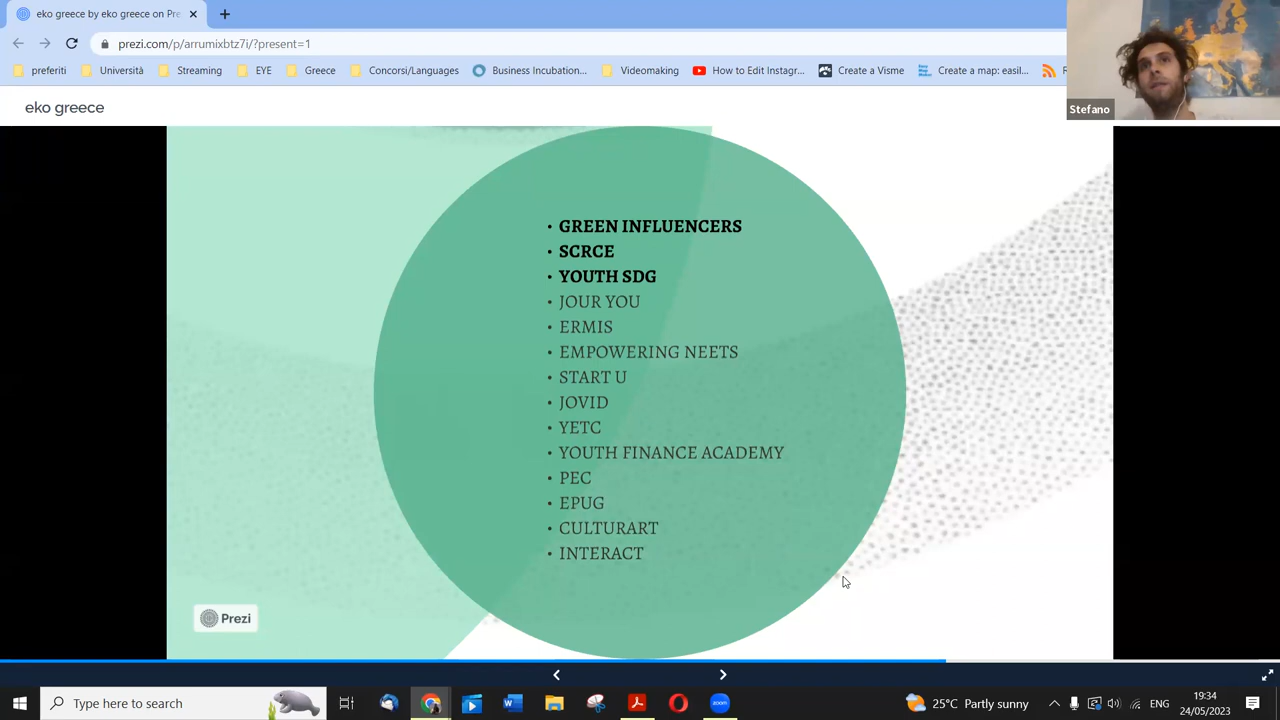 eko greece by eko greece on Pre
prezi.com/p/arrumixbtz7i/?present=1
preferiti
Università
Streaming
EYE
Greece
Concorsi/Languages
Business Incubation...
Videomaking
How to Edit Instagr...
Create a Visme
Create a map: easil...
Stefano
eko greece
• GREEN INFLUENCERS
• SCRCE
• YOUTH SDG
• JOUR YOU
• ERMIS
• EMPOWERING NEETS
• START U
• JOVID
• YETC
• YOUTH FINANCE ACADEMY
• PEC
• EPUG
• CULTURART
• INTERACT
Prezi
Type here to search
zoom
25°C Partly sunny
ENG
19:34
24/05/2023